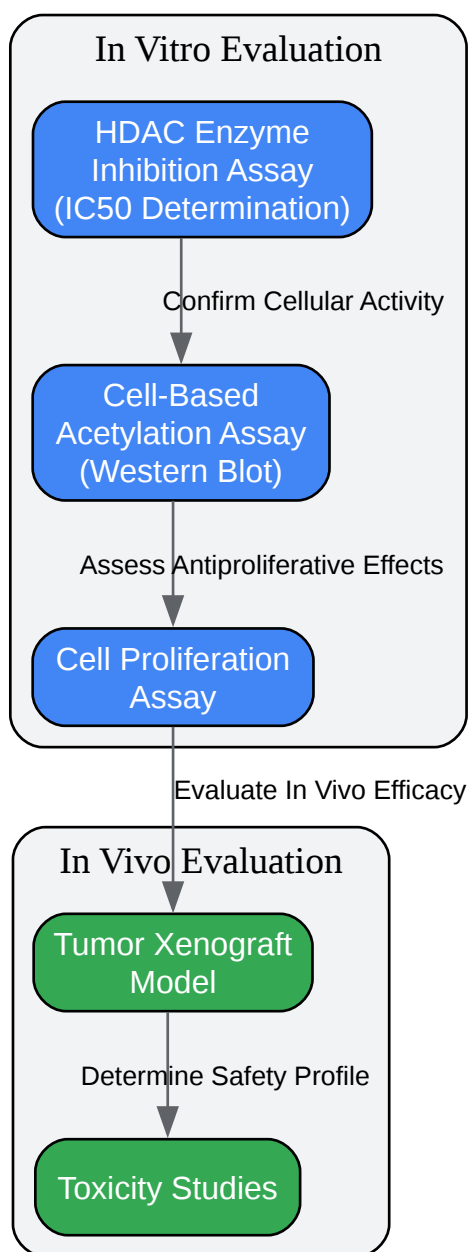 In Vitro Evaluation
HDAC Enzyme
Inhibition Assay
(IC50 Determination)
Confirm Cellular Activity
Cell-Based
Acetylation Assay
(Western Blot)
Assess Antiproliferative Effects
Cell Proliferation
Assay
Evaluate In Vivo Efficacy
In Vivo Evaluation
Tumor Xenograft
Model
Determine Safety Profile
Toxicity Studies